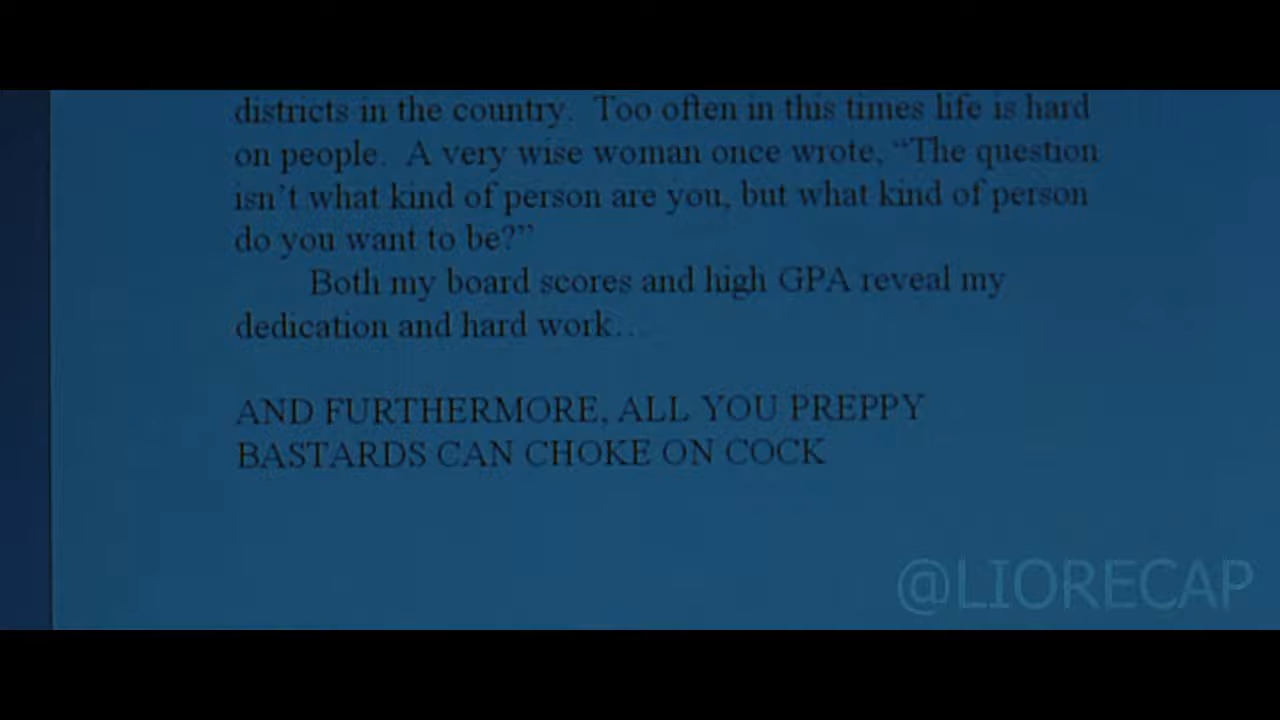 districts in the country.  Too often in this times life is hard
on people.  A very wise woman once wrote, “The question
isn’t what kind of person are you, but what kind of person
do you want to be?”
Both my board scores and high GPA reveal my
dedication and hard work…
AND FURTHERMORE, ALL YOU PREPPY
BASTARDS CAN CHOKE ON COCK
@LIORECAP